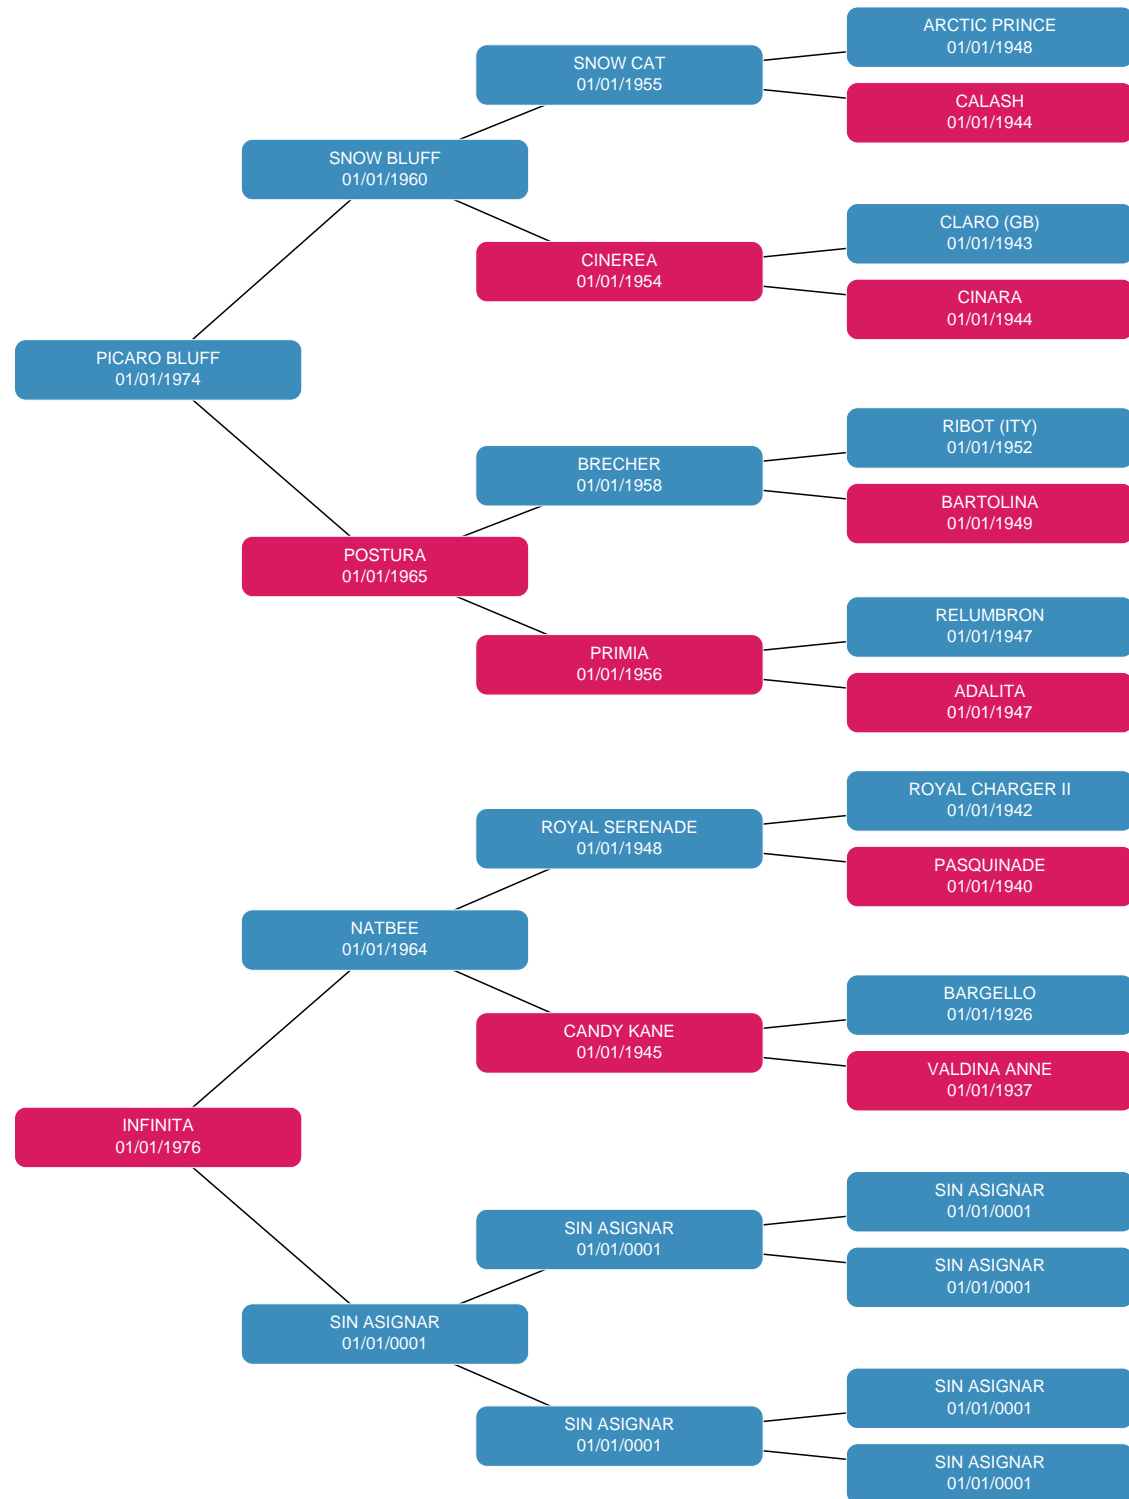 ARCTIC PRINCE
01/01/1948
SNOW CAT
01/01/1955
CALASH
01/01/1944
SNOW BLUFF
01/01/1960
CLARO (GB)
01/01/1943
CINEREA
01/01/1954
CINARA
01/01/1944
PICARO BLUFF
01/01/1974
RIBOT (ITY)
01/01/1952
BRECHER
01/01/1958
BARTOLINA
01/01/1949
POSTURA
01/01/1965
RELUMBRON
01/01/1947
PRIMIA
01/01/1956
ADALITA
01/01/1947
ROYAL CHARGER II
01/01/1942
ROYAL SERENADE
01/01/1948
PASQUINADE
01/01/1940
NATBEE
01/01/1964
BARGELLO
01/01/1926
CANDY KANE
01/01/1945
VALDINA ANNE
01/01/1937
INFINITA
01/01/1976
SIN ASIGNAR
01/01/0001
SIN ASIGNAR
01/01/0001
SIN ASIGNAR
01/01/0001
SIN ASIGNAR
01/01/0001
SIN ASIGNAR
01/01/0001
SIN ASIGNAR
01/01/0001
SIN ASIGNAR
01/01/0001